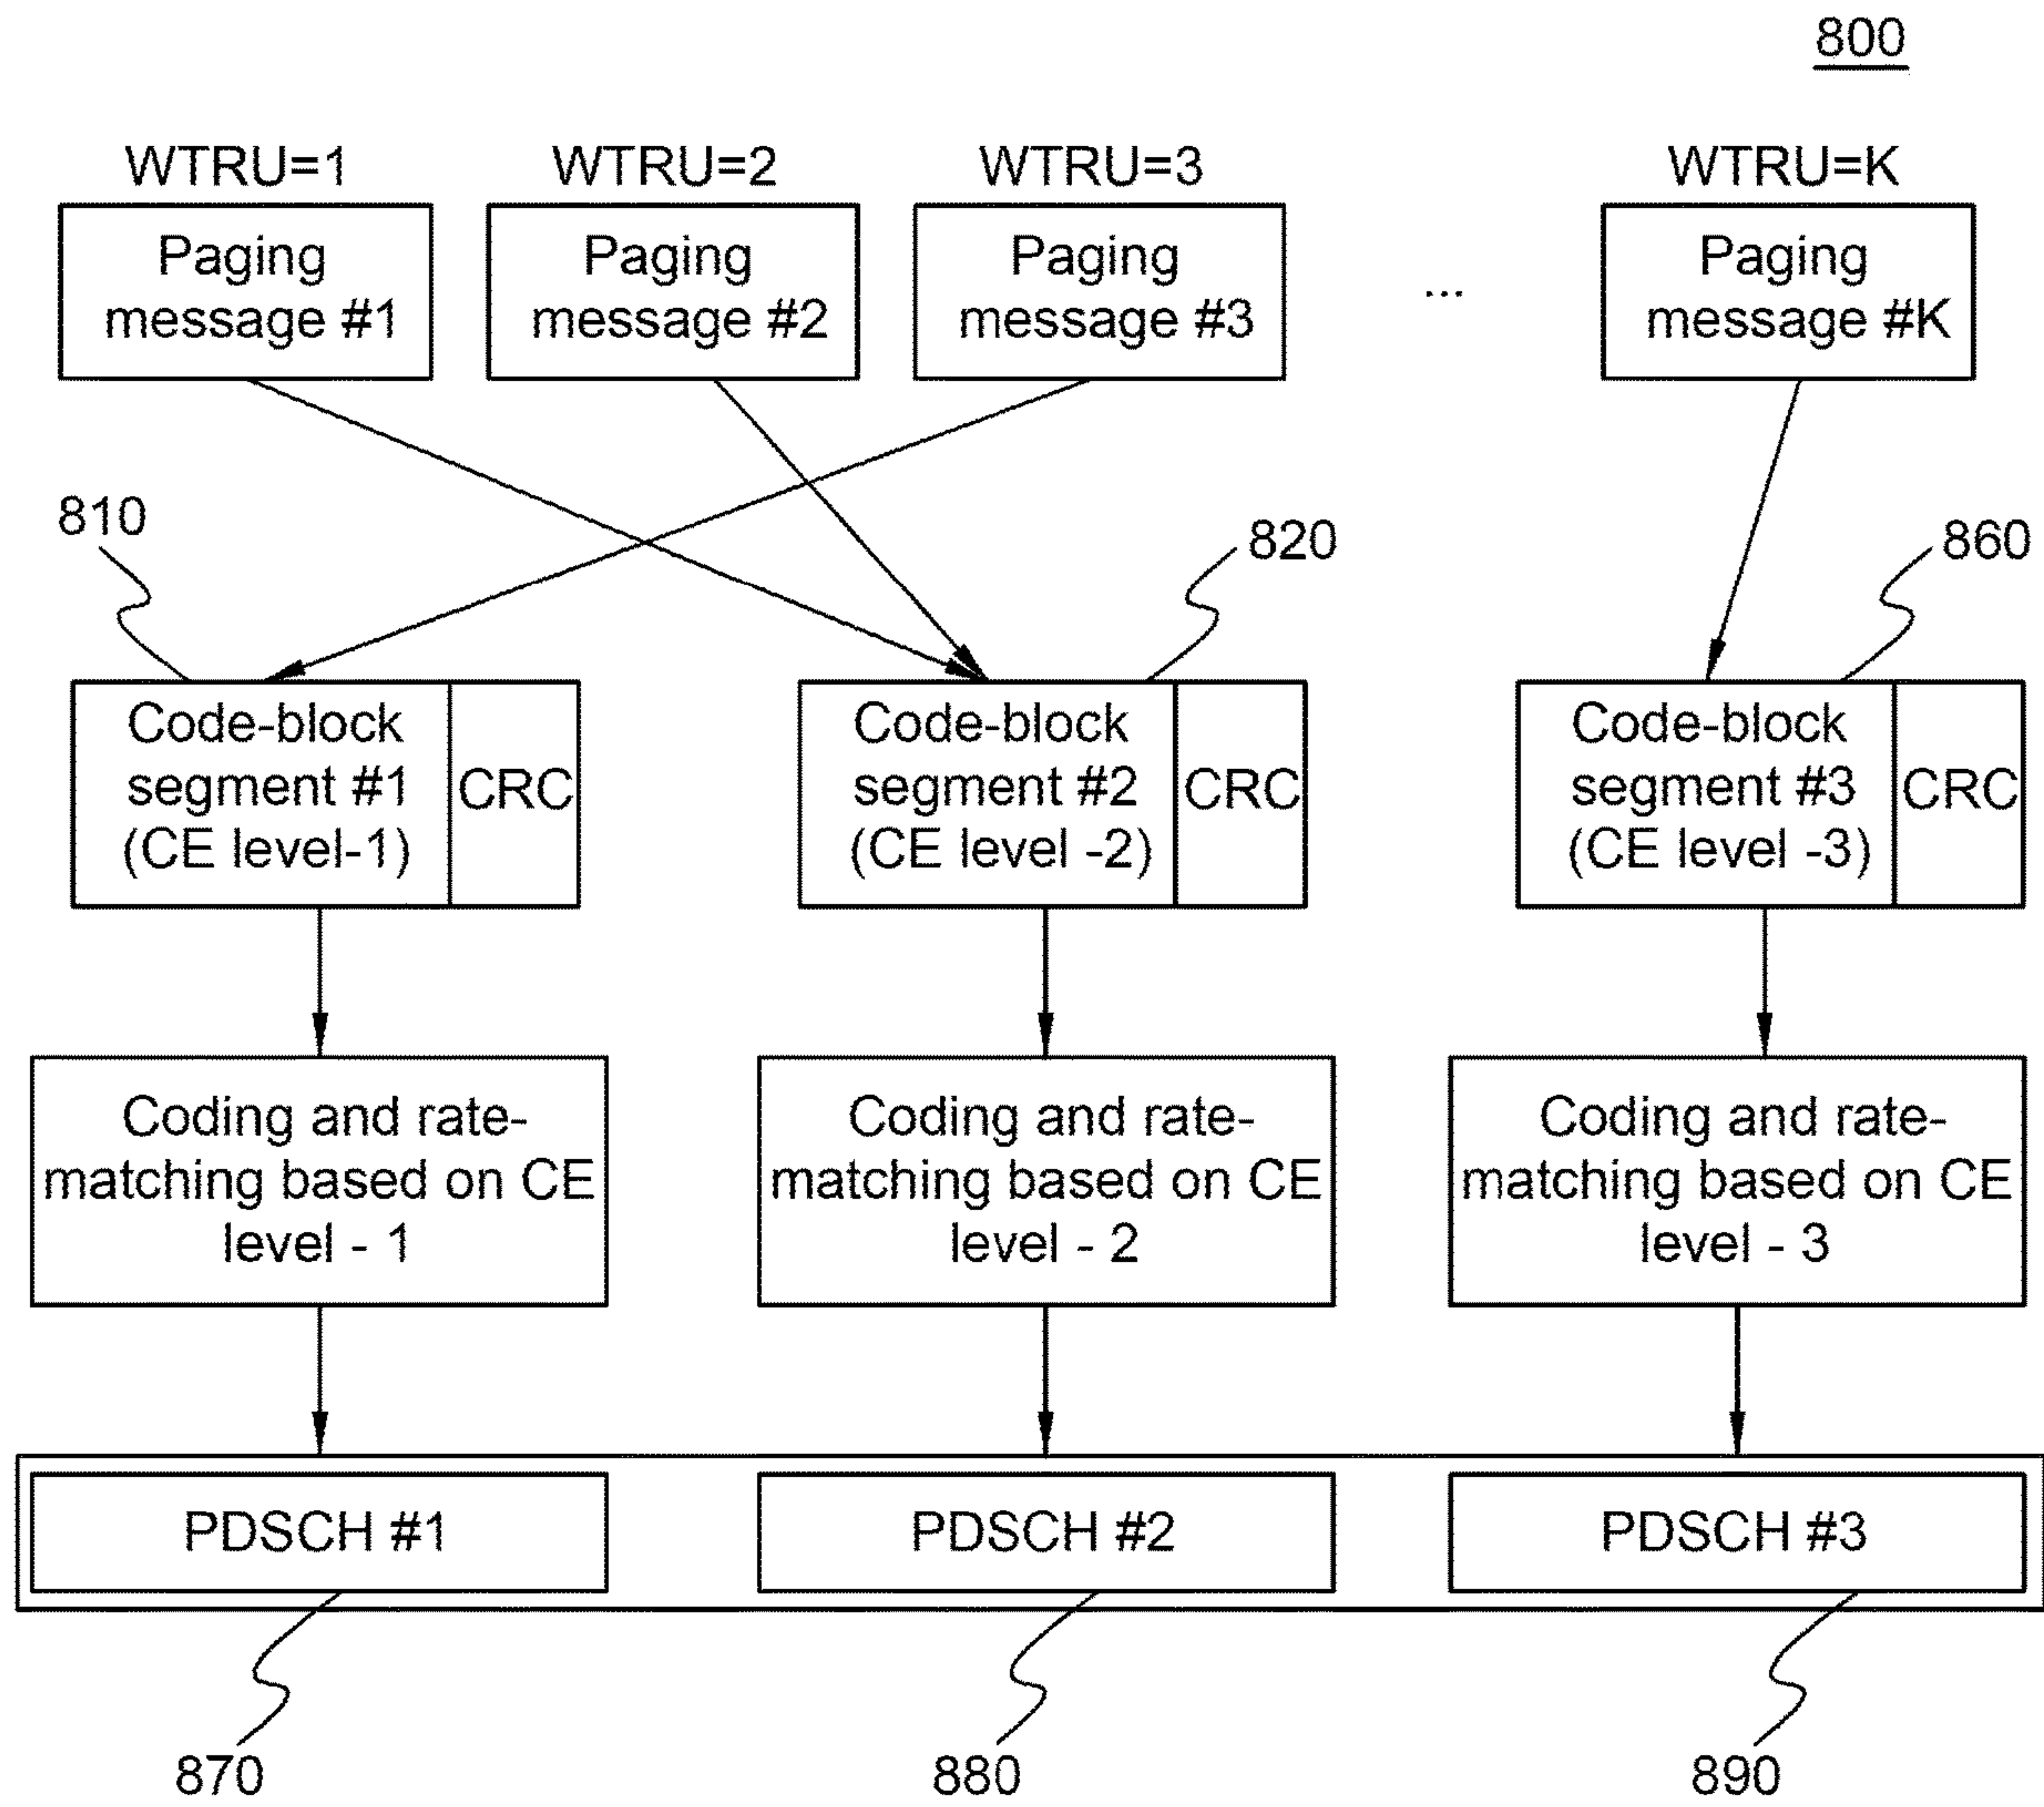 800
WTRU=1
WTRU=2
WTRU=3
WTRU=K
Paging
message #1
Paging
message #2
Paging
message #3
...
Paging
message #K
810
820
860
Code-block
segment #1
(CE level-1)
CRC
Code-block
segment #2
(CE level -2)
CRC
Code-block
segment #3
(CE level -3)
CRC
Coding and rate-
matching based on CE
level - 1
Coding and rate-
matching based on CE
level - 2
Coding and rate-
matching based on CE
level - 3
PDSCH #1
PDSCH #2
PDSCH #3
870
880
890